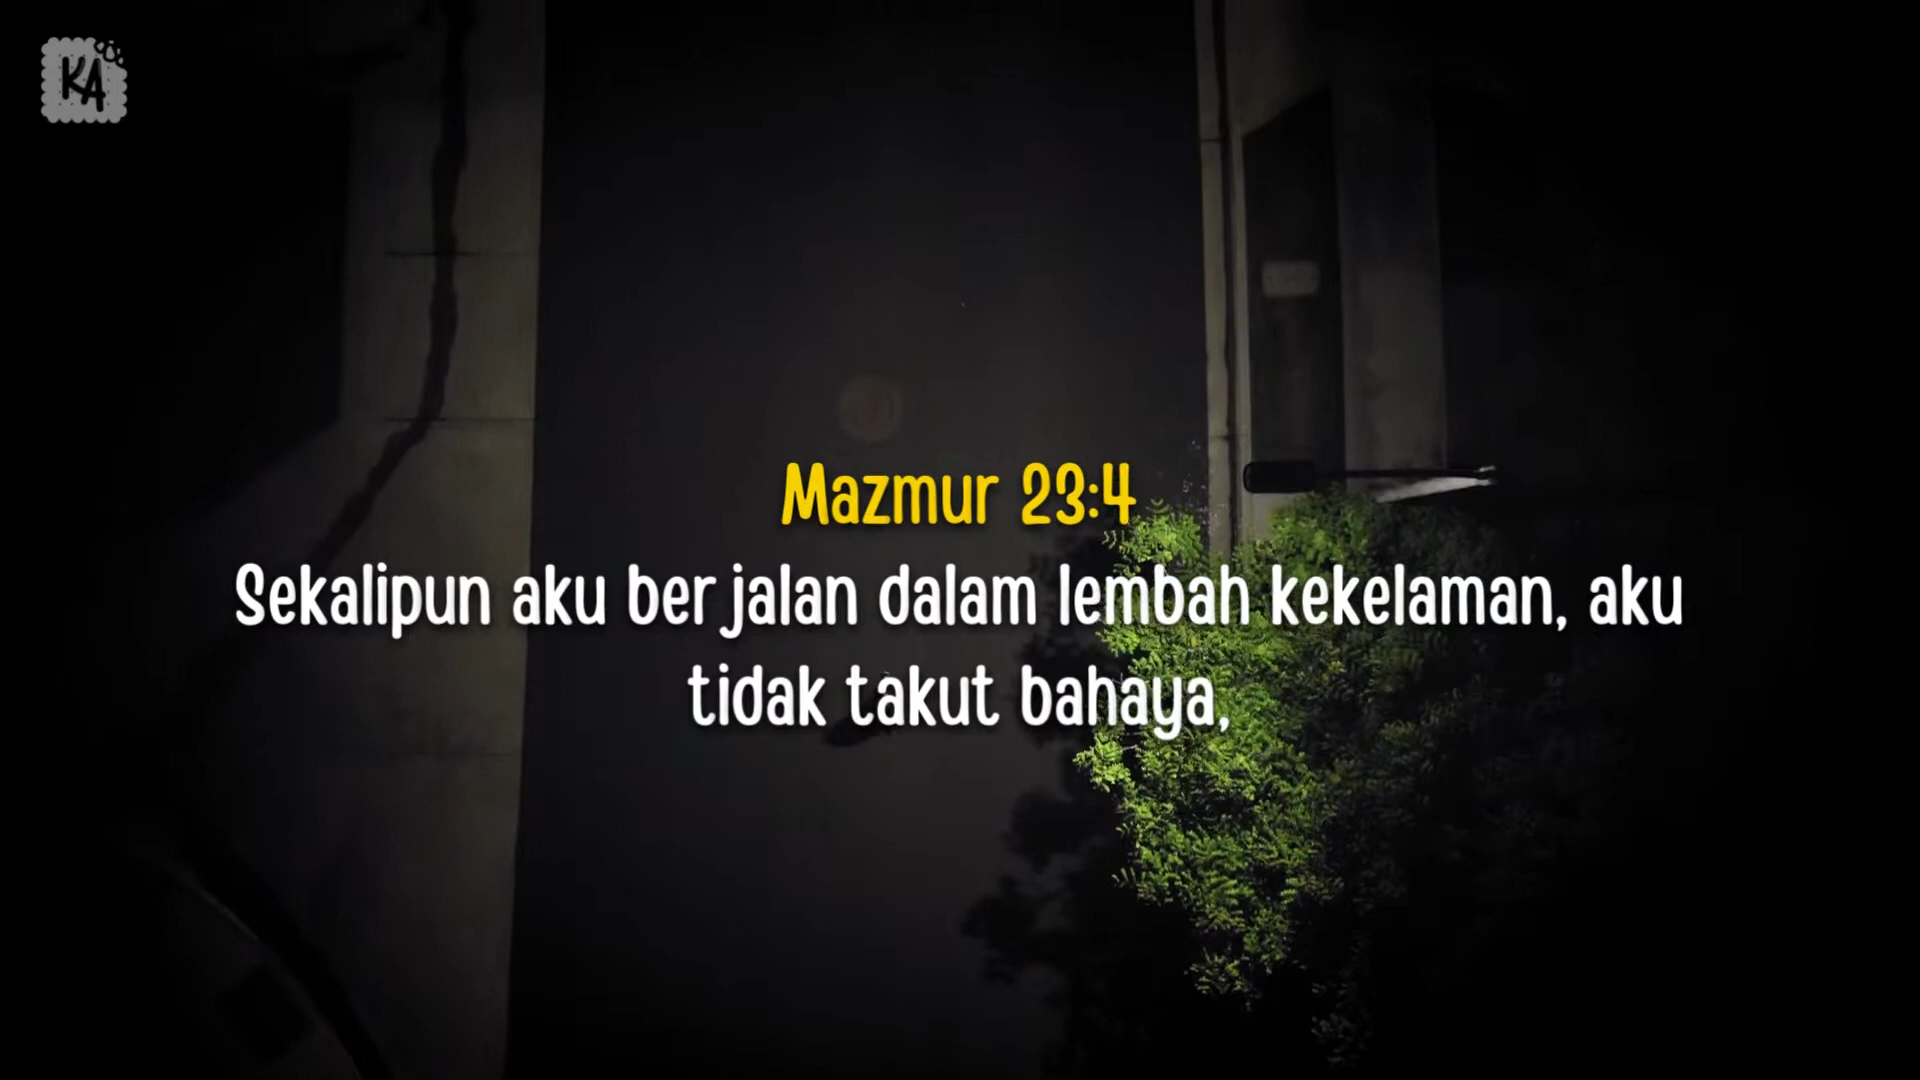 KA
Mazmur 23:4
Sekalipun aku berjalan dalam lembah kekelaman, aku
tidak takut bahaya,